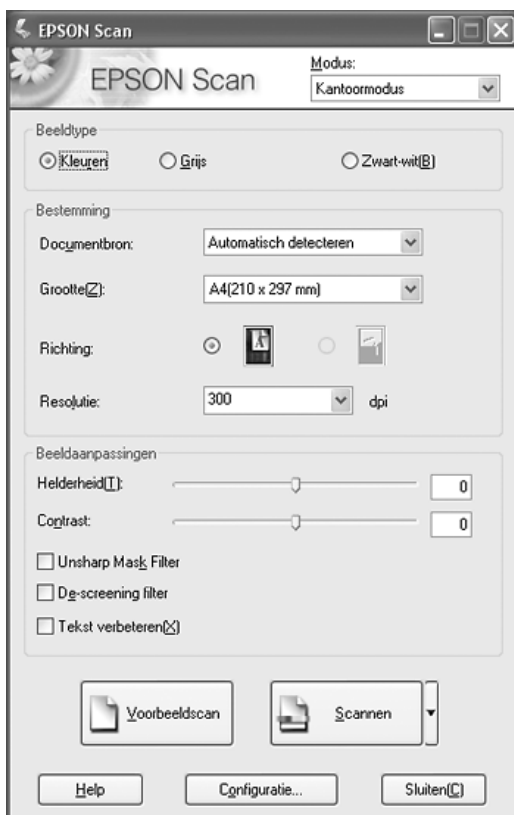 EPSON Scan
EPSON Scan
Modus:
Kantoormodus
Beeldtype
Kleuren
Grijs
Zwart-wit(B)
Bestemming
Documentbron:
Automatisch detecteren
Grootte(Z):
A4(210 x 297 mm)
Richting:
Resolutie:
300
dpi
Beeldaanpassingen
Helderheid(T):
0
Contrast:
0
Unsharp Mask Filter
De-screening filter
Tekst verbeteren(X)
Voorbeeldscan
Scannen
Help
Configuratie...
Sluiten(C)